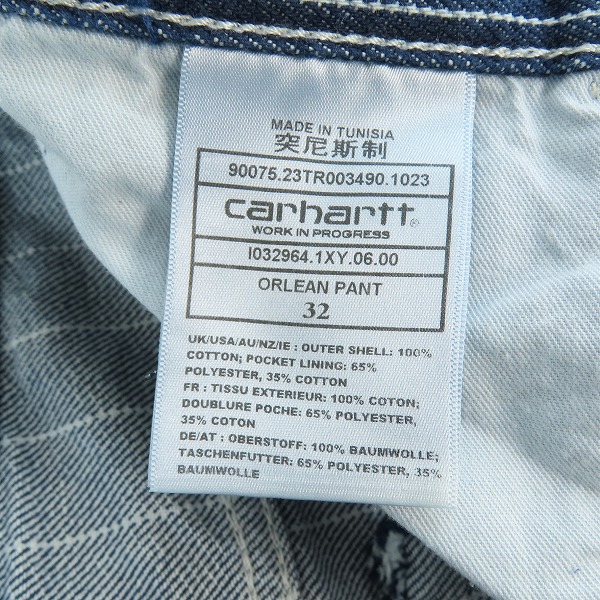 MADE IN TUNISIA
突尼斯制
90075.23TR003490.1023
carhartt
WORK IN PROGRESS
I032964.1XY.06.00
ORLEAN PANT
32
UK/USA/AU/NZ/IE : OUTER SHELL: 100%
COTTON; POCKET LINING: 65%
POLYESTER, 35% COTTON
FR : TISSU EXTERIEUR: 100% COTON;
DOUBLURE POCHE: 65% POLYESTER,
35% COTON
DE/AT : OBERSTOFF: 100% BAUMWOLLE;
TASCHENFUTTER: 65% POLYESTER, 35%
BAUMWOLLE